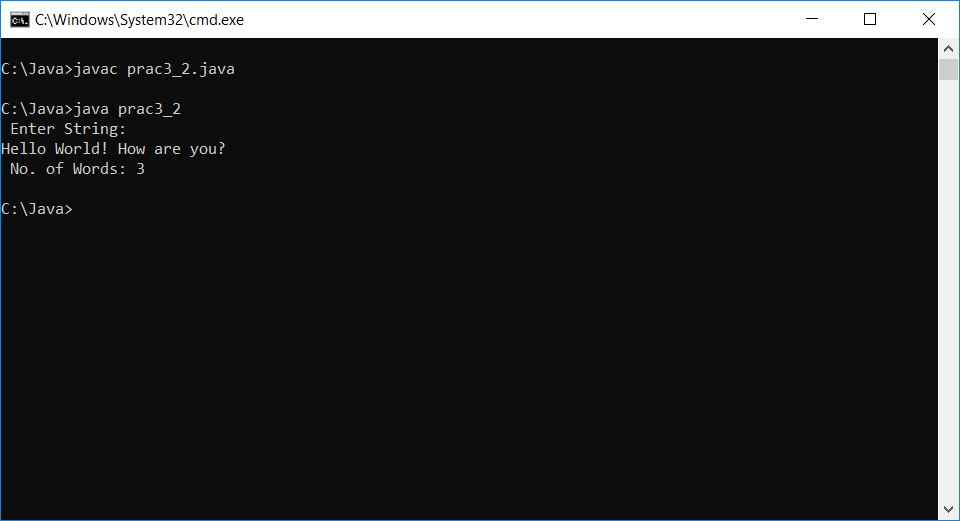 C:\Windows\System32\cmd.exe
C:\Java>javac prac3_2.java
C:\Java>java prac3_2
Enter String:
Hello World! How are you?
No. of Words: 3
C:\Java>